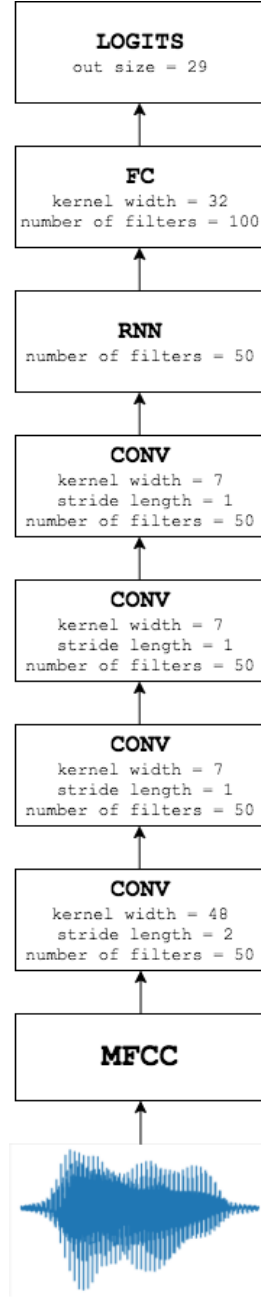 LOGITS
out size = 29
FC
kernel width = 32
number of filters = 100
RNN
number of filters = 50
CONV
kernel width = 7
stride length = 1
number of filters = 50
CONV
kernel width = 7
stride length = 1
number of filters = 50
CONV
kernel width = 7
stride length = 1
number of filters = 50
CONV
kernel width = 48
stride length = 2
number of filters = 50
MFCC